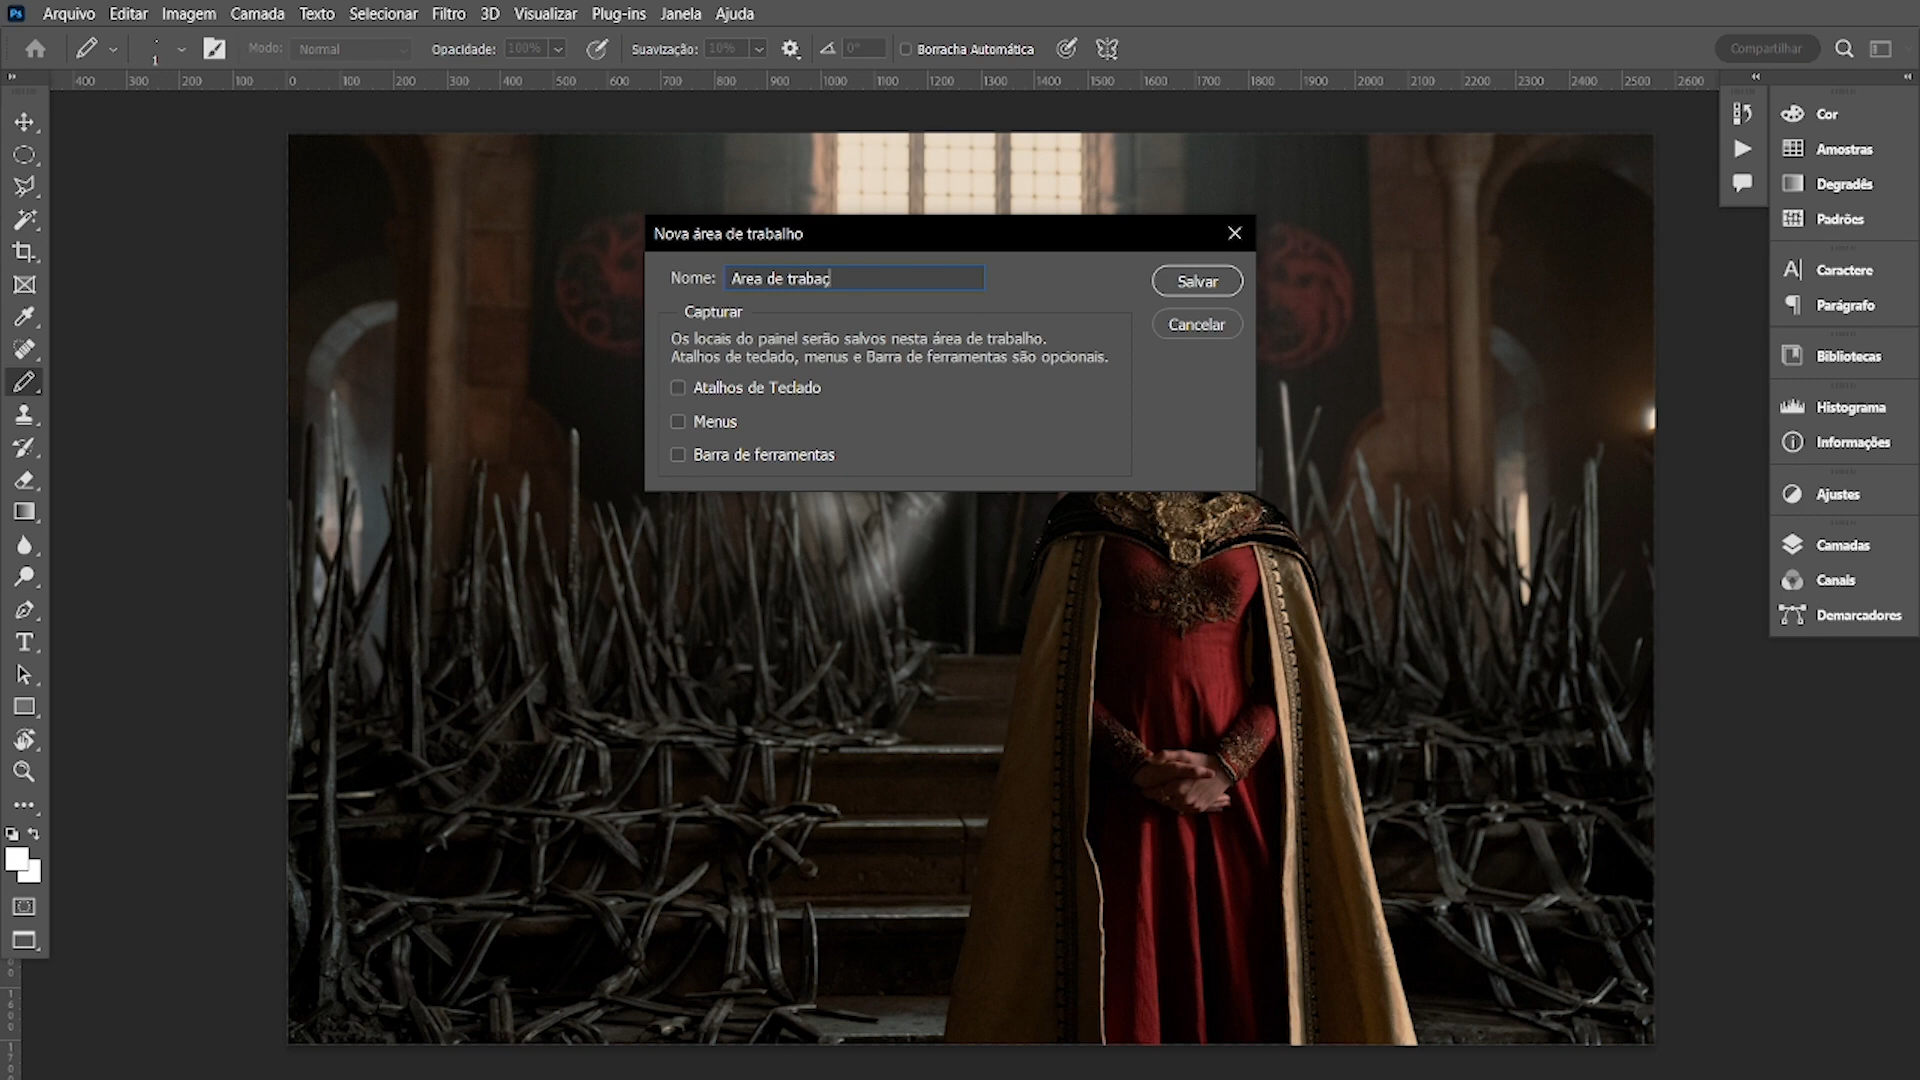 Ps Arquivo Editar Imagem Camada Texto Selecionar Filtro 3D Visualizar Plug-ins Janela Ajuda
1 Modo: Normal Opacidade: 100% Suavização: 10% 0° Borracha Automática Compartilhar
400 300 200 100 0 100 200 300 400 500 600 700 800 900 1000 1100 1200 1300 1400 1500 1600 1700 1800 1900 2000 2100 2200 2300 2400 2500 2600
Cor
Amostras
Degradês
Padrões
Caractere
Parágrafo
Bibliotecas
Histograma
Informações
Ajustes
Camadas
Canais
Demarcadores
Nova área de trabalho
Nome: Area de trabaç
Salvar
Capturar
Cancelar
Os locais do painel serão salvos nesta área de trabalho.
Atalhos de teclado, menus e Barra de ferramentas são opcionais.
Atalhos de Teclado
Menus
Barra de ferramentas
1600